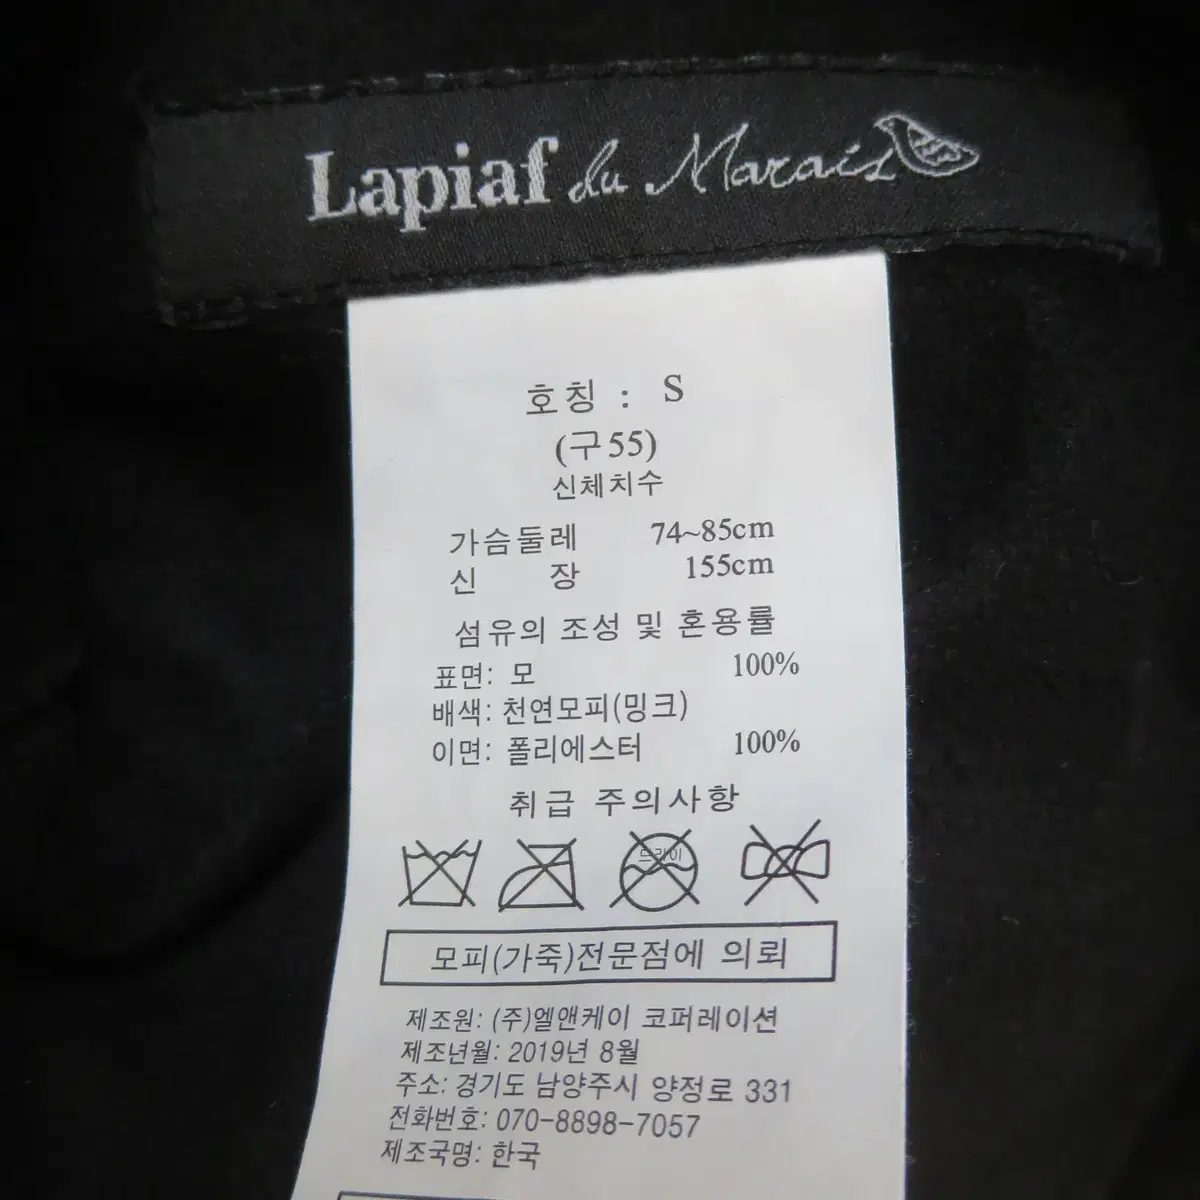 Lapiaf du Marais
호칭 : S
(구55)
신체치수
가슴둘레 74~85cm
신 장 155cm
섬유의 조성 및 혼용률
표면: 모 100%
배색: 천연모피(밍크)
이면: 폴리에스터 100%
취급 주의사항
드라이
모피(가죽)전문점에 의뢰
제조원: (주)엘앤케이 코퍼레이션
제조년월: 2019년 8월
주소: 경기도 남양주시 양정로 331
전화번호: 070-8898-7057
제조국명: 한국